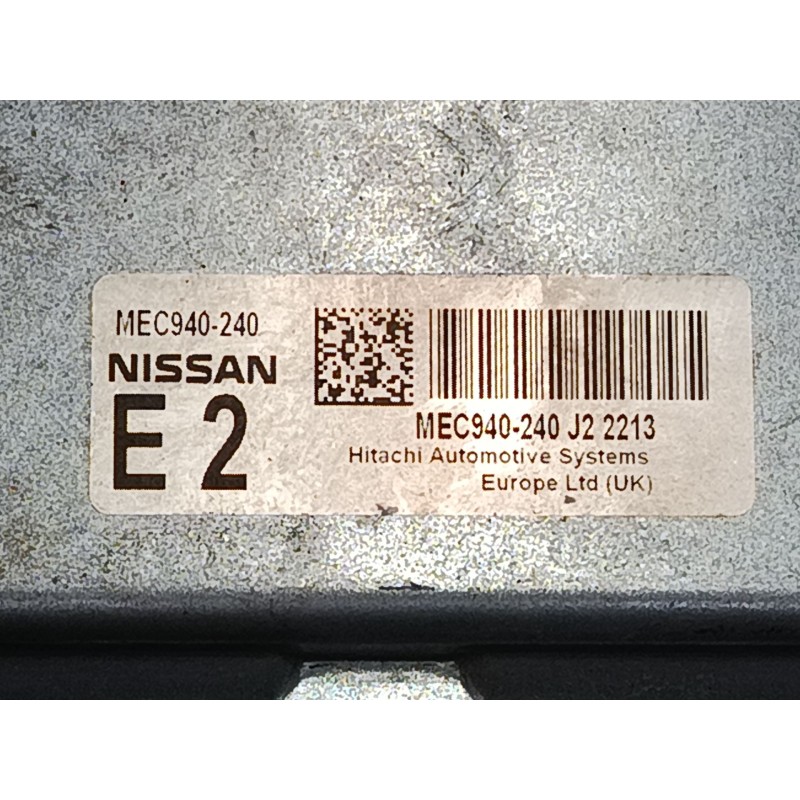 MEC940-240
NISSAN
E 2
MEC940-240 J2 2213
Hitachi Automotive Systems
Europe Ltd (UK)